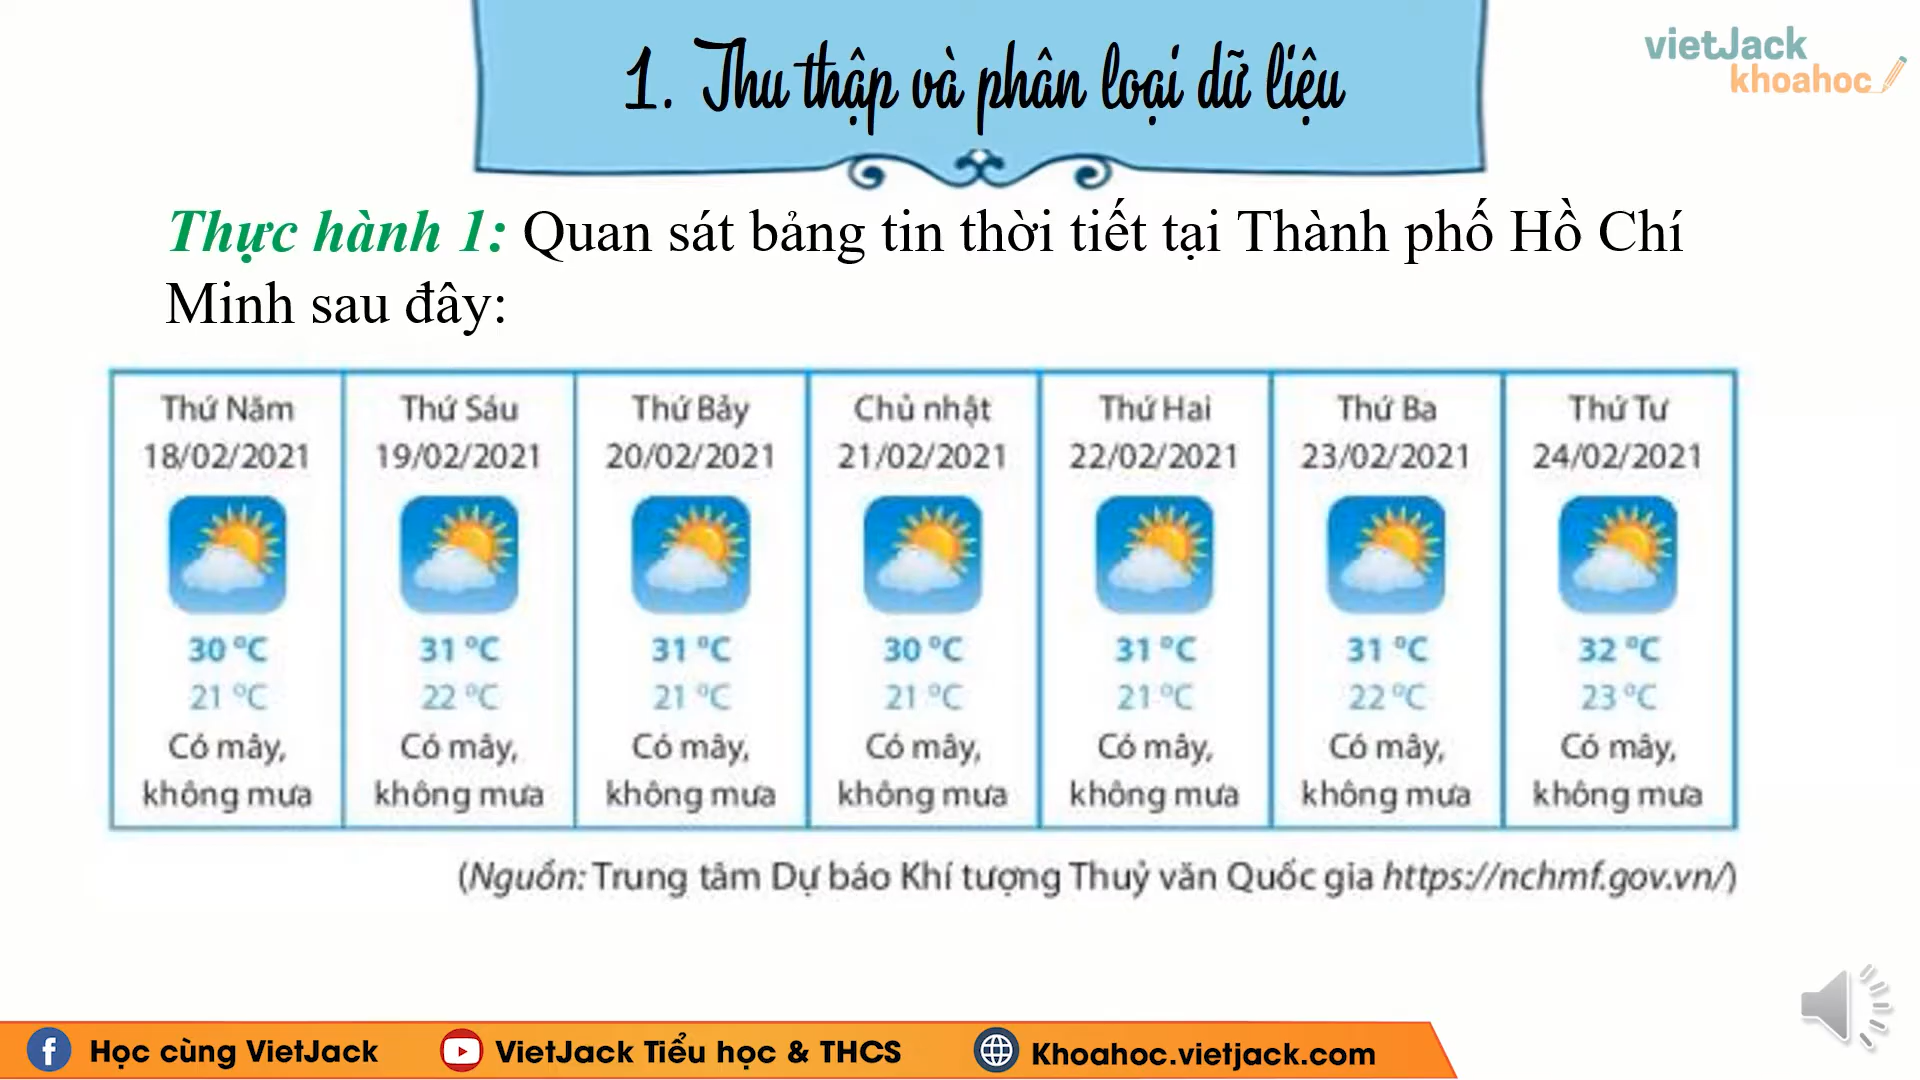 1. Thu thập và phân loại dữ liệu
vietJack
khoahoc
Thực hành 1: Quan sát bảng tin thời tiết tại Thành phố Hồ Chí
Minh sau đây:
Thứ Năm Thứ Sáu Thứ Bảy Chủ nhật Thứ Hai Thứ Ba Thứ Tư
18/02/2021 19/02/2021 20/02/2021 21/02/2021 22/02/2021 23/02/2021 24/02/2021
30 °C 31 °C 31 °C 30 °C 31 °C 31 °C 32 °C
21 °C 22 °C 21 °C 21 °C 21 °C 22 °C 23 °C
Có mây, Có mây, Có mây, Có mây, Có mây, Có mây, Có mây,
không mưa không mưa không mưa không mưa không mưa không mưa không mưa
(Nguồn: Trung tâm Dự báo Khí tượng Thuỷ văn Quốc gia https://nchmf.gov.vn/)
Học cùng VietJack VietJack Tiểu học & THCS Khoahoc.vietjack.com